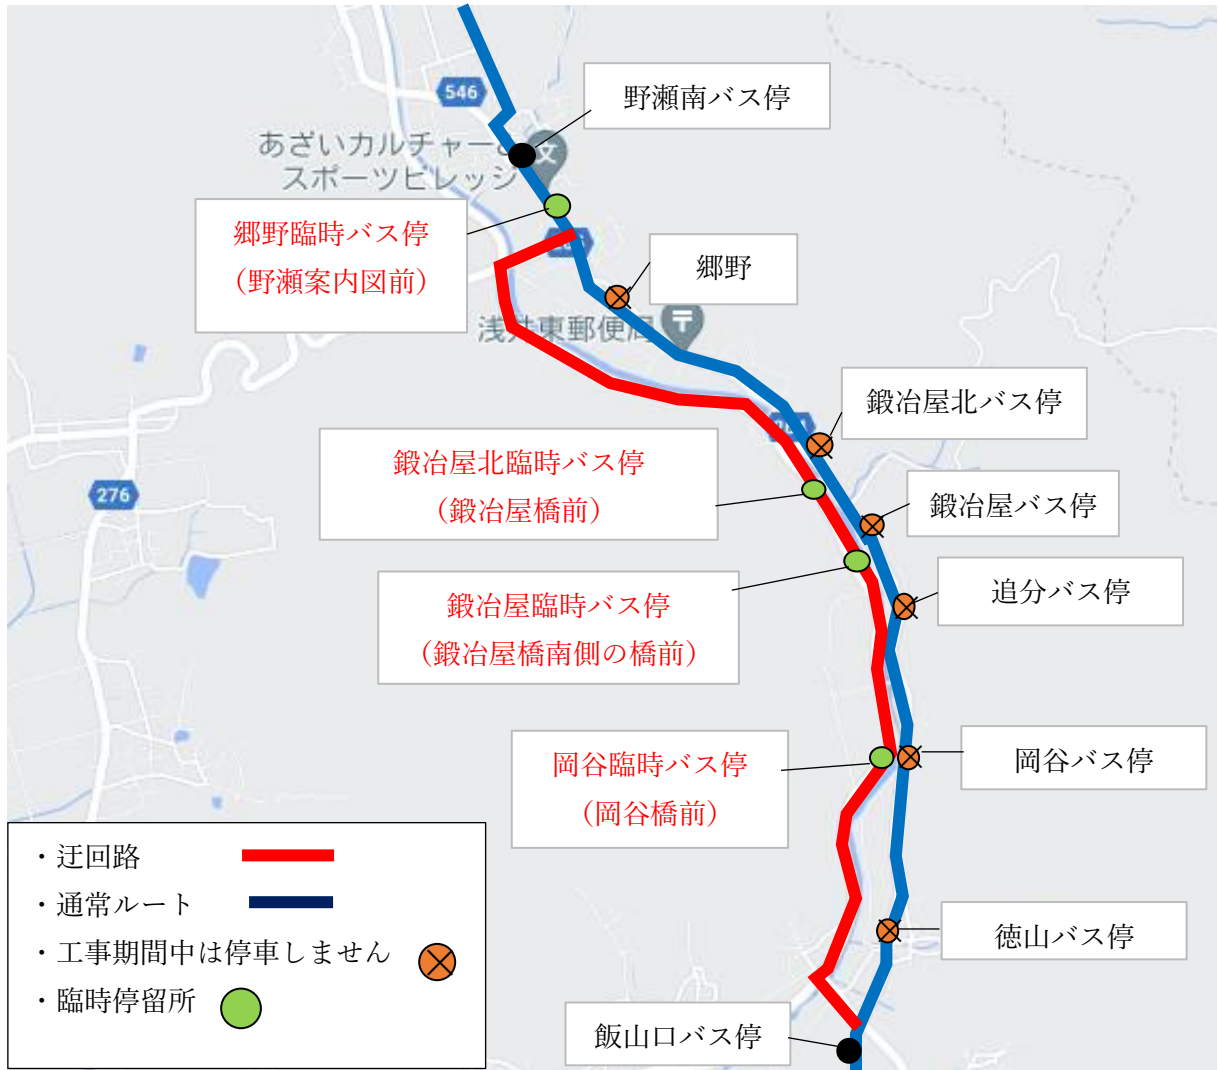 野瀬南バス停
546
あざいカルチャー&
スポーツビレッジ
文
郷野臨時バス停
（野瀬案内図前）
郷野
浅井東郵便局
〒
鍛冶屋北バス停
鍛冶屋北臨時バス停
（鍛冶屋橋前）
276
鍛冶屋バス停
鍛冶屋臨時バス停
（鍛冶屋橋南側の橋前）
追分バス停
岡谷臨時バス停
（岡谷橋前）
岡谷バス停
・迂回路
・通常ルート
・工事期間中は停車しません
・臨時停留所
徳山バス停
飯山口バス停